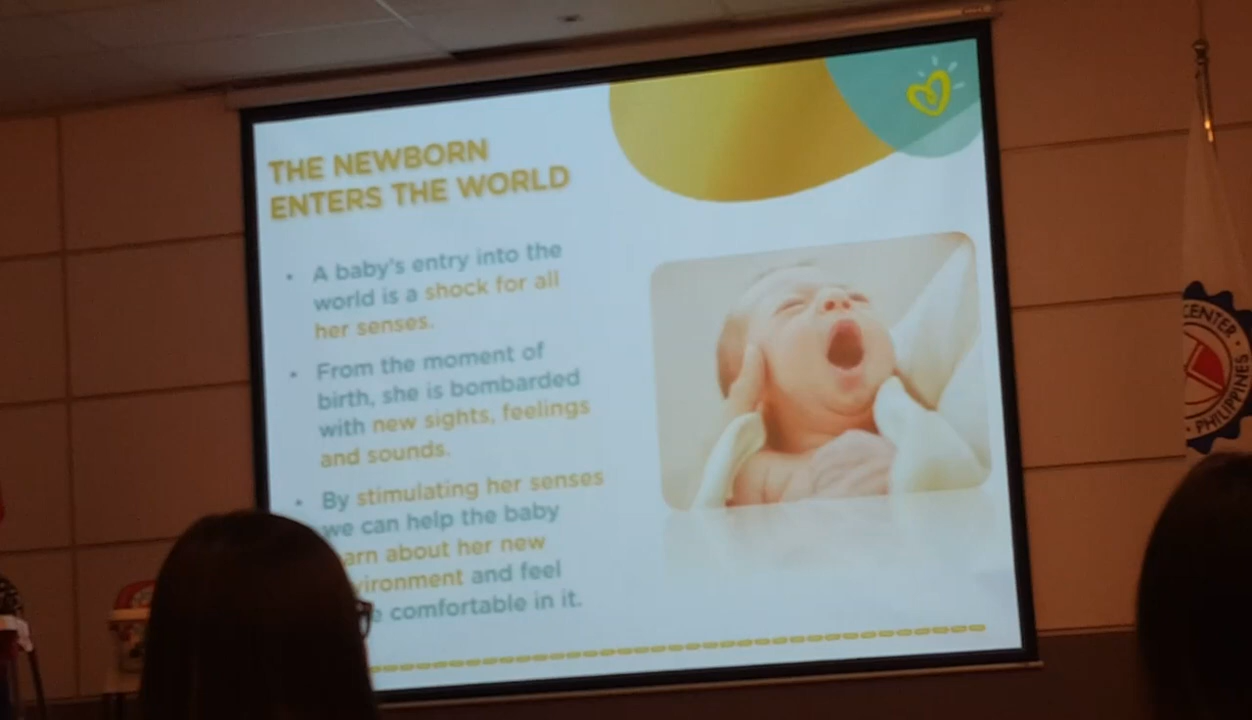 THE NEWBORN
ENTERS THE WORLD
• A baby's entry into the
world is a shock for all
her senses.
• From the moment of
birth, she is bombarded
with new sights, feelings
and sounds.
• By stimulating her senses
we can help the baby
arn about her new
vironment and feel
e comfortable in it.
CENTER
PHILIPPINES